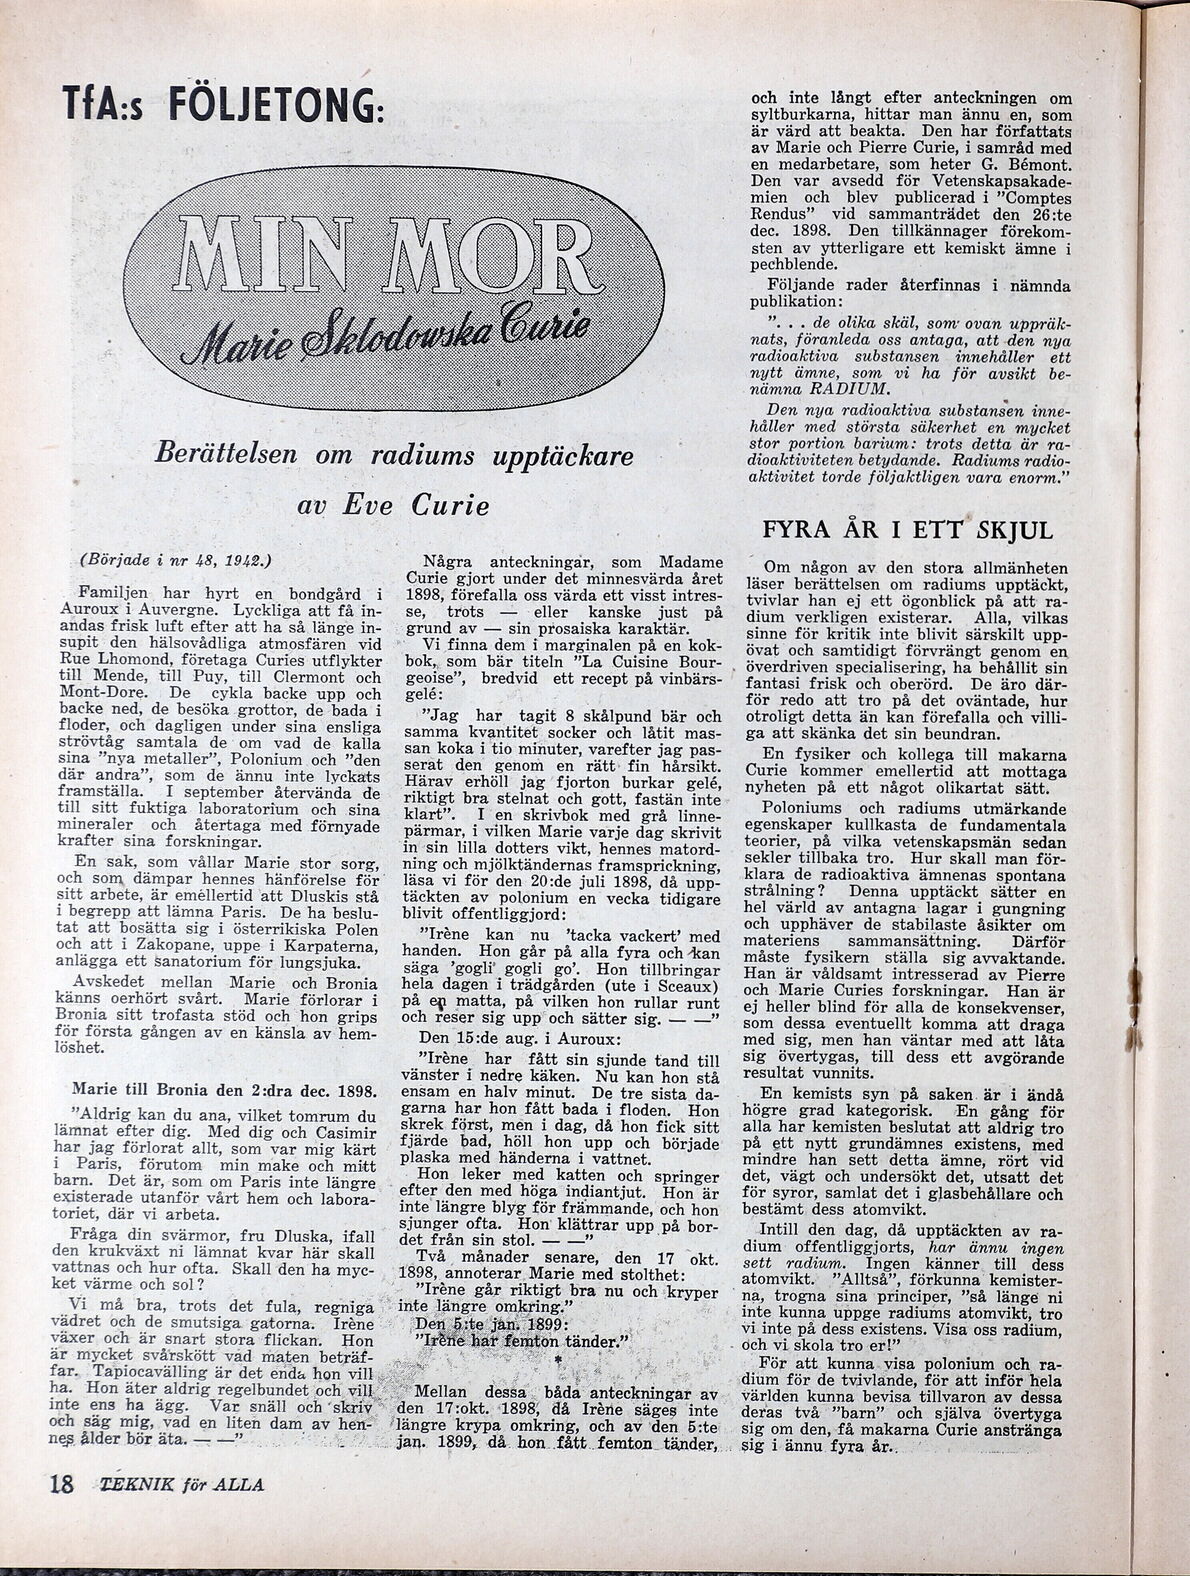 TfA:s FÖLJETONG:
MIN MOR
Marie Sklodowska Curie
Berättelsen om radiums upptäckare
av Eve Curie
(Började i nr 48, 1942.)
Familjen har hyrt en bondgård i
Auroux i Auvergne. Lyckliga att få in-
andas frisk luft efter att ha så länge in-
supit den hälsovådliga atmosfären vid
Rue Lhomond, företaga Curies utflykter
till Mende, till Puy, till Clermont och
Mont-Dore. De cykla backe upp och
backe ned, de besöka grottor, de bada i
floder, och dagligen under sina ensliga
strövtåg samtala de om vad de kalla
sina "nya metaller", Polonium och "den
där andra", som de ännu inte lyckats
framställa. I september återvända de
till sitt fuktiga laboratorium och sina
mineraler och återtaga med förnyade
krafter sina forskningar.
En sak, som vållar Marie stor sorg,
och som dämpar hennes hänförelse för
sitt arbete, är emellertid att Dluskis stå
i begrepp att lämna Paris. De ha beslu-
tat att bosätta sig i österrikiska Polen
och att i Zakopane, uppe i Karpaterna,
anlägga ett sanatorium för lungsjuka.
Avskedet mellan Marie och Bronia
känns oerhört svårt. Marie förlorar i
Bronia sitt trofasta stöd och hon grips
för första gången av en känsla av hem-
löshet.
Marie till Bronia den 2:dra dec. 1898.
"Aldrig kan du ana, vilket tomrum du
lämnat efter dig. Med dig och Casimir
har jag förlorat allt, som var mig kärt
i Paris, förutom min make och mitt
barn. Det är, som om Paris inte längre
existerade utanför vårt hem och labora-
toriet, där vi arbeta.
Fråga din svärmor, fru Dluska, ifall
den krukväxt ni lämnat kvar här skall
vattnas och hur ofta. Skall den ha myc-
ket värme och sol?
Vi må bra, trots det fula, regniga
vädret och de smutsiga gatorna. Irène
växer och är snart stora flickan. Hon
är mycket svårskött vad maten beträf-
far. Tapiocavälling är det enda hon vill
ha. Hon äter aldrig regelbundet och vill
inte ens ha ägg. Var snäll och skriv
och säg mig, vad en liten dam av hen-
nes ålder bör äta. — —"
Några anteckningar, som Madame
Curie gjort under det minnesvärda året
1898, förefalla oss värda ett visst intres-
se, trots — eller kanske just på
grund av — sin prosaiska karaktär.
Vi finna dem i marginalen på en kok-
bok, som bär titeln "La Cuisine Bour-
geoise", bredvid ett recept på vinbärs-
gelé:
"Jag har tagit 8 skålpund bär och
samma kvantitet socker och låtit mas-
san koka i tio minuter, varefter jag pas-
serat den genom en rätt fin hårsikt.
Härav erhöll jag fjorton burkar gelé,
riktigt bra stelnat och gott, fastän inte
klart". I en skrivbok med grå linne-
pärmar, i vilken Marie varje dag skrivit
in sin lilla dotters vikt, hennes matord-
ning och mjölktändernas framsprickning,
läsa vi för den 20:de juli 1898, då upp-
täckten av polonium en vecka tidigare
blivit offentliggjord:
"Irène kan nu 'tacka vackert' med
handen. Hon går på alla fyra och kan
säga 'gogli gogli go'. Hon tillbringar
hela dagen i trädgården (ute i Sceaux)
på en matta, på vilken hon rullar runt
och reser sig upp och sätter sig. — —"
Den 15:de aug. i Auroux:
"Irène har fått sin sjunde tand till
vänster i nedre käken. Nu kan hon stå
ensam en halv minut. De tre sista da-
garna har hon fått bada i floden. Hon
skrek först, men i dag, då hon fick sitt
fjärde bad, höll hon upp och började
plaska med händerna i vattnet.
Hon leker med katten och springer
efter den med höga indiantjut. Hon är
inte längre blyg för främmande, och hon
sjunger ofta. Hon klättrar upp på bor-
det från sin stol. — —"
Två månader senare, den 17 okt.
1898, annoterar Marie med stolthet:
"Irène går riktigt bra nu och kryper
inte längre omkring."
Den 5:te jan. 1899:
"Irène har femton tänder."
*
Mellan dessa båda anteckningar av
den 17:okt. 1898, då Irène säges inte
längre krypa omkring, och av den 5:te
jan. 1899, då hon fått femton tänder,
och inte långt efter anteckningen om
syltburkarna, hittar man ännu en, som
är värd att beakta. Den har författats
av Marie och Pierre Curie, i samråd med
en medarbetare, som heter G. Bémont.
Den var avsedd för Vetenskapsakade-
mien och blev publicerad i "Comptes
Rendus" vid sammanträdet den 26:te
dec. 1898. Den tillkännager förekom-
sten av ytterligare ett kemiskt ämne i
pechblende.
Följande rader återfinnas i nämnda
publikation:
". . . de olika skäl, som ovan uppräk-
nats, föranleda oss antaga, att den nya
radioaktiva substansen innehåller ett
nytt ämne, som vi ha för avsikt be-
nämna RADIUM.
Den nya radioaktiva substansen inne-
håller med största säkerhet en mycket
stor portion barium: trots detta är ra-
dioaktiviteten betydande. Radiums radio-
aktivitet torde följaktligen vara enorm."
FYRA ÅR I ETT SKJUL
Om någon av den stora allmänheten
läser berättelsen om radiums upptäckt,
tvivlar han ej ett ögonblick på att ra-
dium verkligen existerar. Alla, vilkas
sinne för kritik inte blivit särskilt upp-
övat och samtidigt förvrängt genom en
överdriven specialisering, ha behållit sin
fantasi frisk och oberörd. De äro där-
för redo att tro på det oväntade, hur
otroligt detta än kan förefalla och villi-
ga att skänka det sin beundran.
En fysiker och kollega till makarna
Curie kommer emellertid att mottaga
nyheten på ett något olikartat sätt.
Poloniums och radiums utmärkande
egenskaper kullkasta de fundamentala
teorier, på vilka vetenskapsmän sedan
sekler tillbaka tro. Hur skall man för-
klara de radioaktiva ämnenas spontana
strålning? Denna upptäckt sätter en
hel värld av antagna lagar i gungning
och upphäver de stabilaste åsikter om
materiens sammansättning. Därför
måste fysikern ställa sig avvaktande.
Han är våldsamt intresserad av Pierre
och Marie Curies forskningar. Han är
ej heller blind för alla de konsekvenser,
som dessa eventuellt komma att draga
med sig, men han väntar med att låta
sig övertygas, till dess ett avgörande
resultat vunnits.
En kemists syn på saken är i ändå
högre grad kategorisk. En gång för
alla har kemisten beslutat att aldrig tro
på ett nytt grundämnes existens, med
mindre han sett detta ämne, rört vid
det, vägt och undersökt det, utsatt det
för syror, samlat det i glasbehållare och
bestämt dess atomvikt.
Intill den dag, då upptäckten av ra-
dium offentliggjorts, har ännu ingen
sett radium. Ingen känner till dess
atomvikt. "Alltså", förkunna kemister-
na, trogna sina principer, "så länge ni
inte kunna uppge radiums atomvikt, tro
vi inte på dess existens. Visa oss radium,
och vi skola tro er!"
För att kunna visa polonium och ra-
dium för de tvivlande, för att inför hela
världen kunna bevisa tillvaron av dessa
deras två "barn" och själva övertyga
sig om den, få makarna Curie anstränga
sig i ännu fyra år.
18 TEKNIK för ALLA